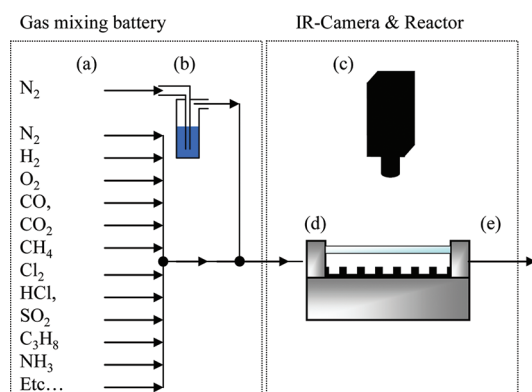 Gas mixing battery
IR-Camera & Reactor
(a)
(b)
(c)
N₂
N₂
H₂
O₂
CO,
CO₂
(d)
(e)
CH₄
Cl₂
HCl,
SO₂
C₃H₈
NH₃
Etc…